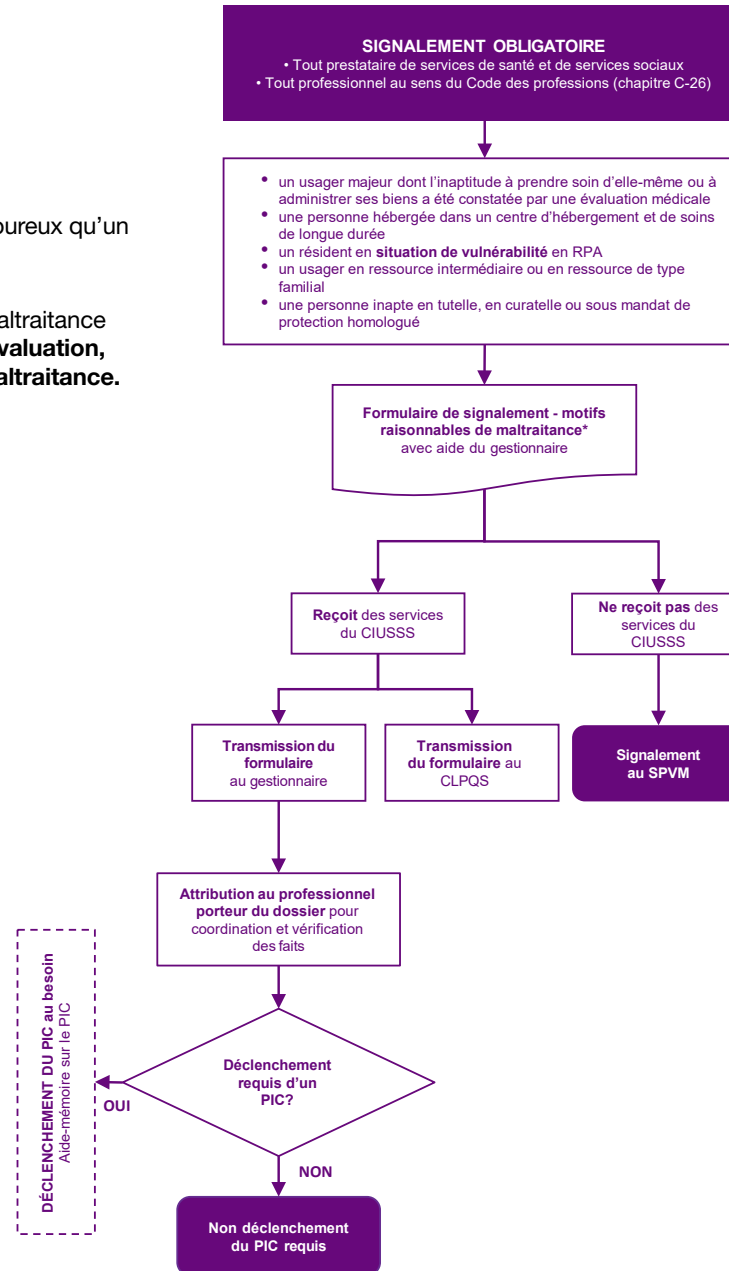 SIGNALEMENT OBLIGATOIRE
• Tout prestataire de services de santé et de services sociaux
• Tout professionnel au sens du Code des professions (chapitre C-26)
• un usager majeur dont l'inaptitude à prendre soin d'elle-même ou à
administrer ses biens a été constatée par une évaluation médicale
• une personne hébergée dans un centre d'hébergement et de soins
de longue durée
• un résident en situation de vulnérabilité en RPA
• un usager en ressource intermédiaire ou en ressource de type
familial
• une personne inapte en tutelle, en curatelle ou sous mandat de
protection homologué
oureux qu'un
altraitance
valuation,
altraitance.
Formulaire de signalement - motifs
raisonnables de maltraitance*
avec aide du gestionnaire
Reçoit des services
du CIUSSS
Ne reçoit pas des
services du
CIUSSS
Transmission du
formulaire
au gestionnaire
Transmission
du formulaire au
CLPQS
Signalement
au SPVM
Attribution au professionnel
porteur du dossier pour
coordination et vérification
des faits
Déclenchement
requis d'un
PIC?
OUI
DÉCLENCHEMENT DU PIC au besoin
Aide-mémoire sur le PIC
NON
Non déclenchement
du PIC requis